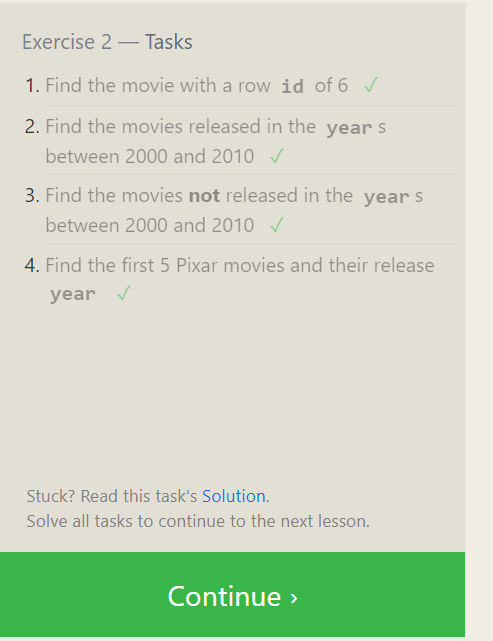 Exercise 2 — Tasks
1. Find the movie with a row id of 6 ✓
2. Find the movies released in the year s
between 2000 and 2010 ✓
3. Find the movies not released in the year s
between 2000 and 2010 ✓
4. Find the first 5 Pixar movies and their release
year ✓
Stuck? Read this task's Solution.
Solve all tasks to continue to the next lesson.
Continue ›